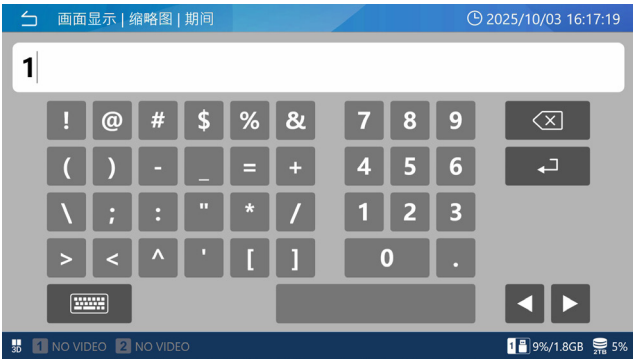 画面显示 | 缩略图 | 期间 2025/10/03 16:17:19
1
! @ # $ % & 7 8 9
( ) - _ = + 4 5 6
\ ; : " * / 1 2 3
> < ^ ' [ ] 0 .
3D 1 NO VIDEO 2 NO VIDEO 1 9%/1.8GB 2TB 5%